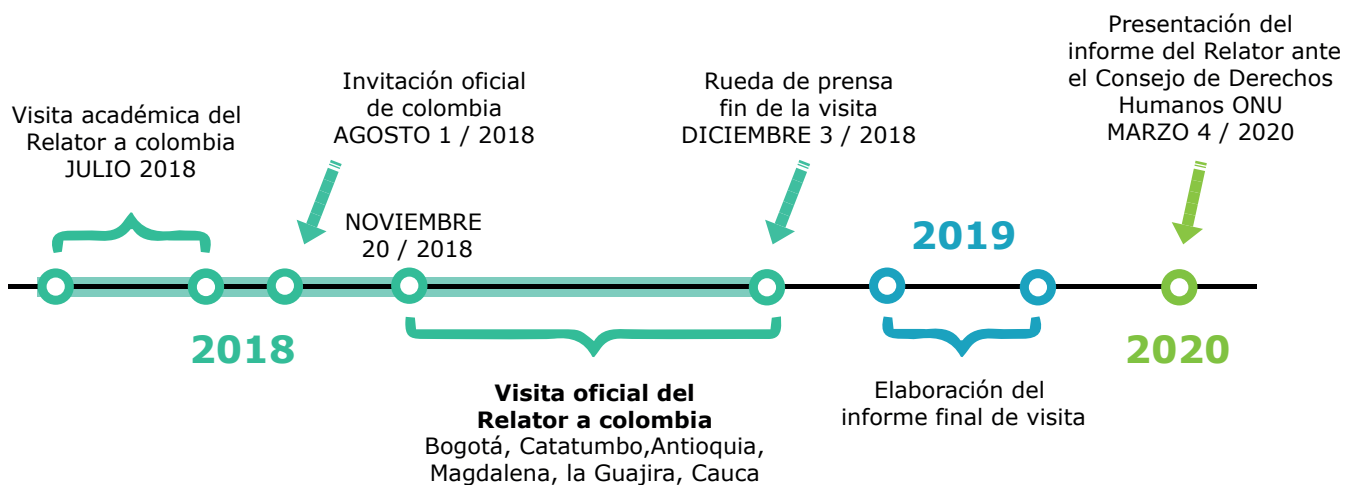 Visita académica del
Relator a colombia
JULIO 2018
Invitación oficial
de colombia
AGOSTO 1 / 2018
NOVIEMBRE
20 / 2018
Rueda de prensa
fin de la visita
DICIEMBRE 3 / 2018
Presentación del
informe del Relator ante
el Consejo de Derechos
Humanos ONU
MARZO 4 / 2020
2018
2019
2020
Visita oficial del
Relator a colombia
Bogotá, Catatumbo,Antioquia,
Magdalena, la Guajira, Cauca
Elaboración del
informe final de visita